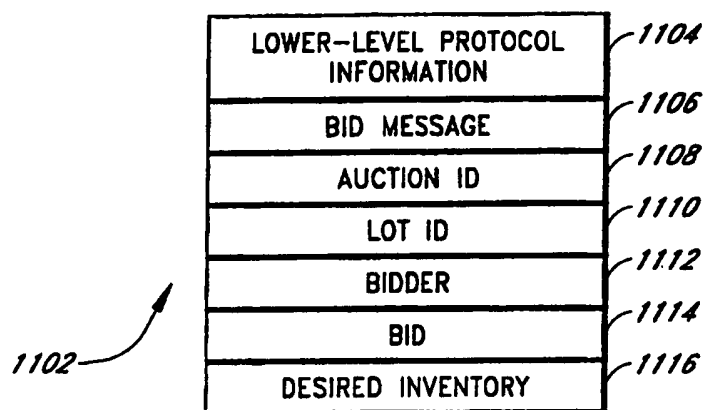 LOWER-LEVEL PROTOCOL
INFORMATION
1104
BID MESSAGE
1106
AUCTION ID
1108
LOT ID
1110
BIDDER
1112
BID
1114
DESIRED INVENTORY
1116
1102